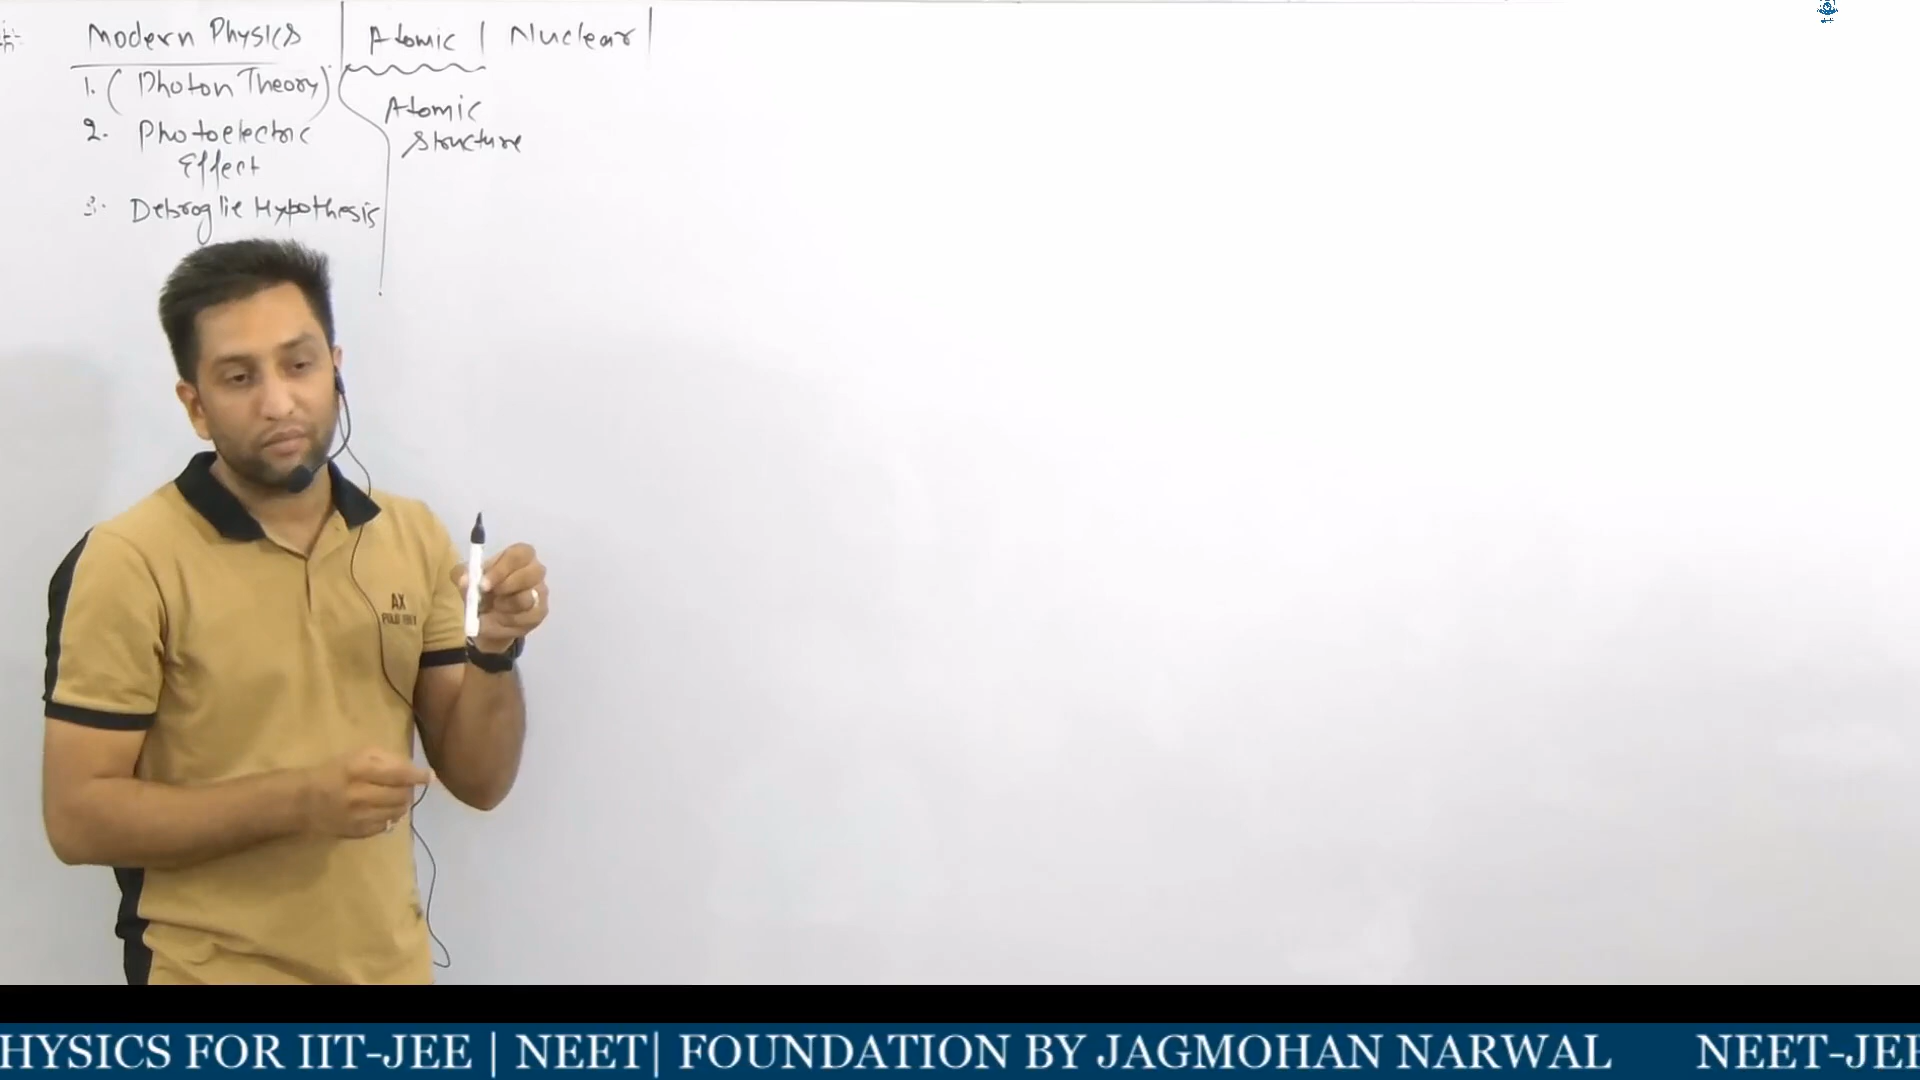 Modern Physics | Atomic | Nuclear |
1. (Photon Theory)
2. Photoelectric
Effect
3. Debroglie Hypothesis
Atomic
Structure
AX
HYSICS FOR IIT-JEE | NEET| FOUNDATION BY JAGMOHAN NARWAL NEET-JEE